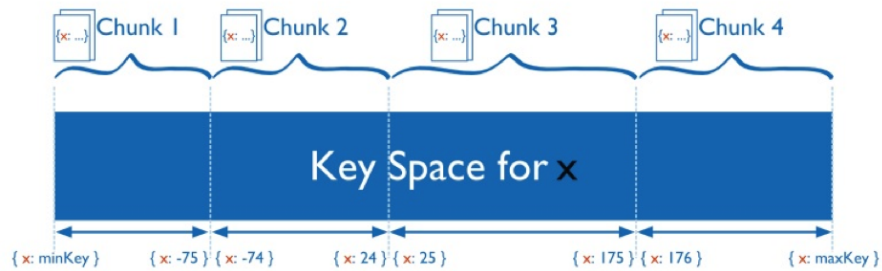 Chunk 1 Chunk 2 Chunk 3 Chunk 4
{x: ...} {x: ...} {x: ...} {x: ...}
Key Space for x
{ x: minKey } { x: -75 } { x: -74 } { x: 24 } { x: 25 } { x: 175 } { x: 176 } { x: maxKey }